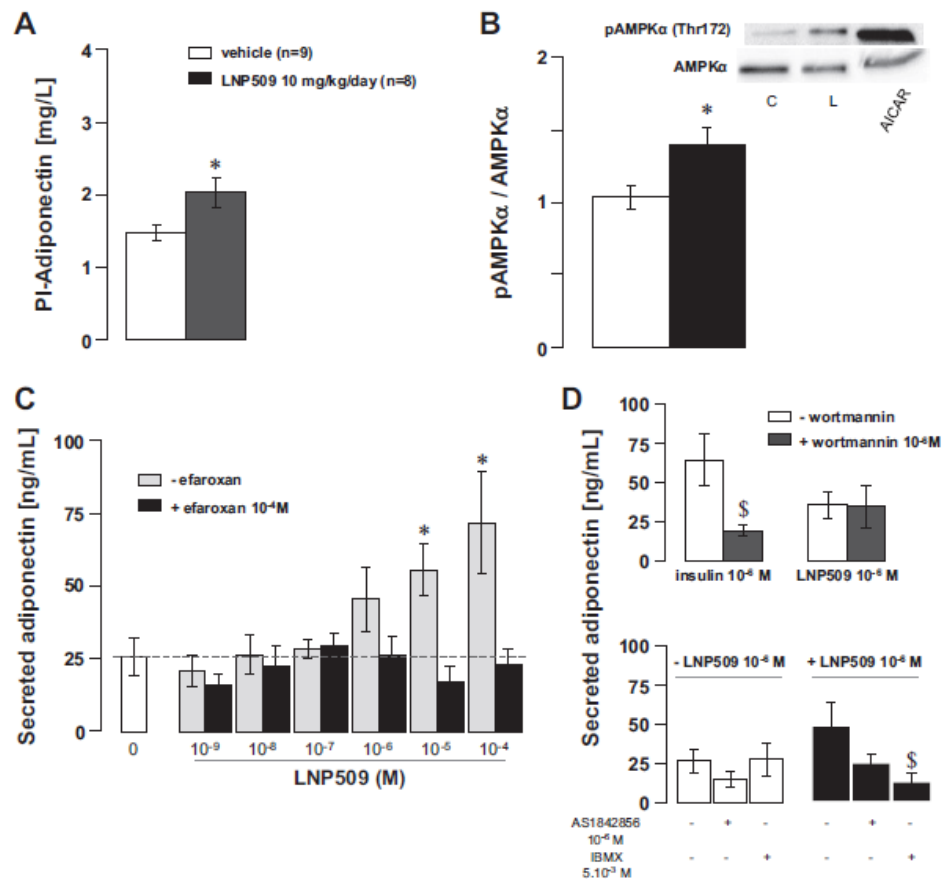 A
vehicle (n=9)
LNP509 10 mg/kg/day (n=8)
Pl-Adiponectin [mg/L]
4
3
2
1
0
*
B
pAMPKα (Thr172)
AMPKα
C
L
AICAR
pAMPKα / AMPKα
2
1
0
*
C
- efaroxan
+ efaroxan 10⁻⁴M
Secreted adiponectin [ng/mL]
100
75
50
25
0
*
*
0
10⁻⁹
10⁻⁸
10⁻⁷
10⁻⁶
10⁻⁵
10⁻⁴
LNP509 (M)
D
- wortmannin
+ wortmannin 10⁻⁶M
Secreted adiponectin [ng/mL]
100
75
50
25
0
$
insulin 10⁻⁶ M
LNP509 10⁻⁶ M
- LNP509 10⁻⁶ M
+ LNP509 10⁻⁶ M
100
75
50
25
0
$
AS1842856
10⁻⁶ M
- + - - + -
IBMX
5.10⁻³ M
- - + - - +